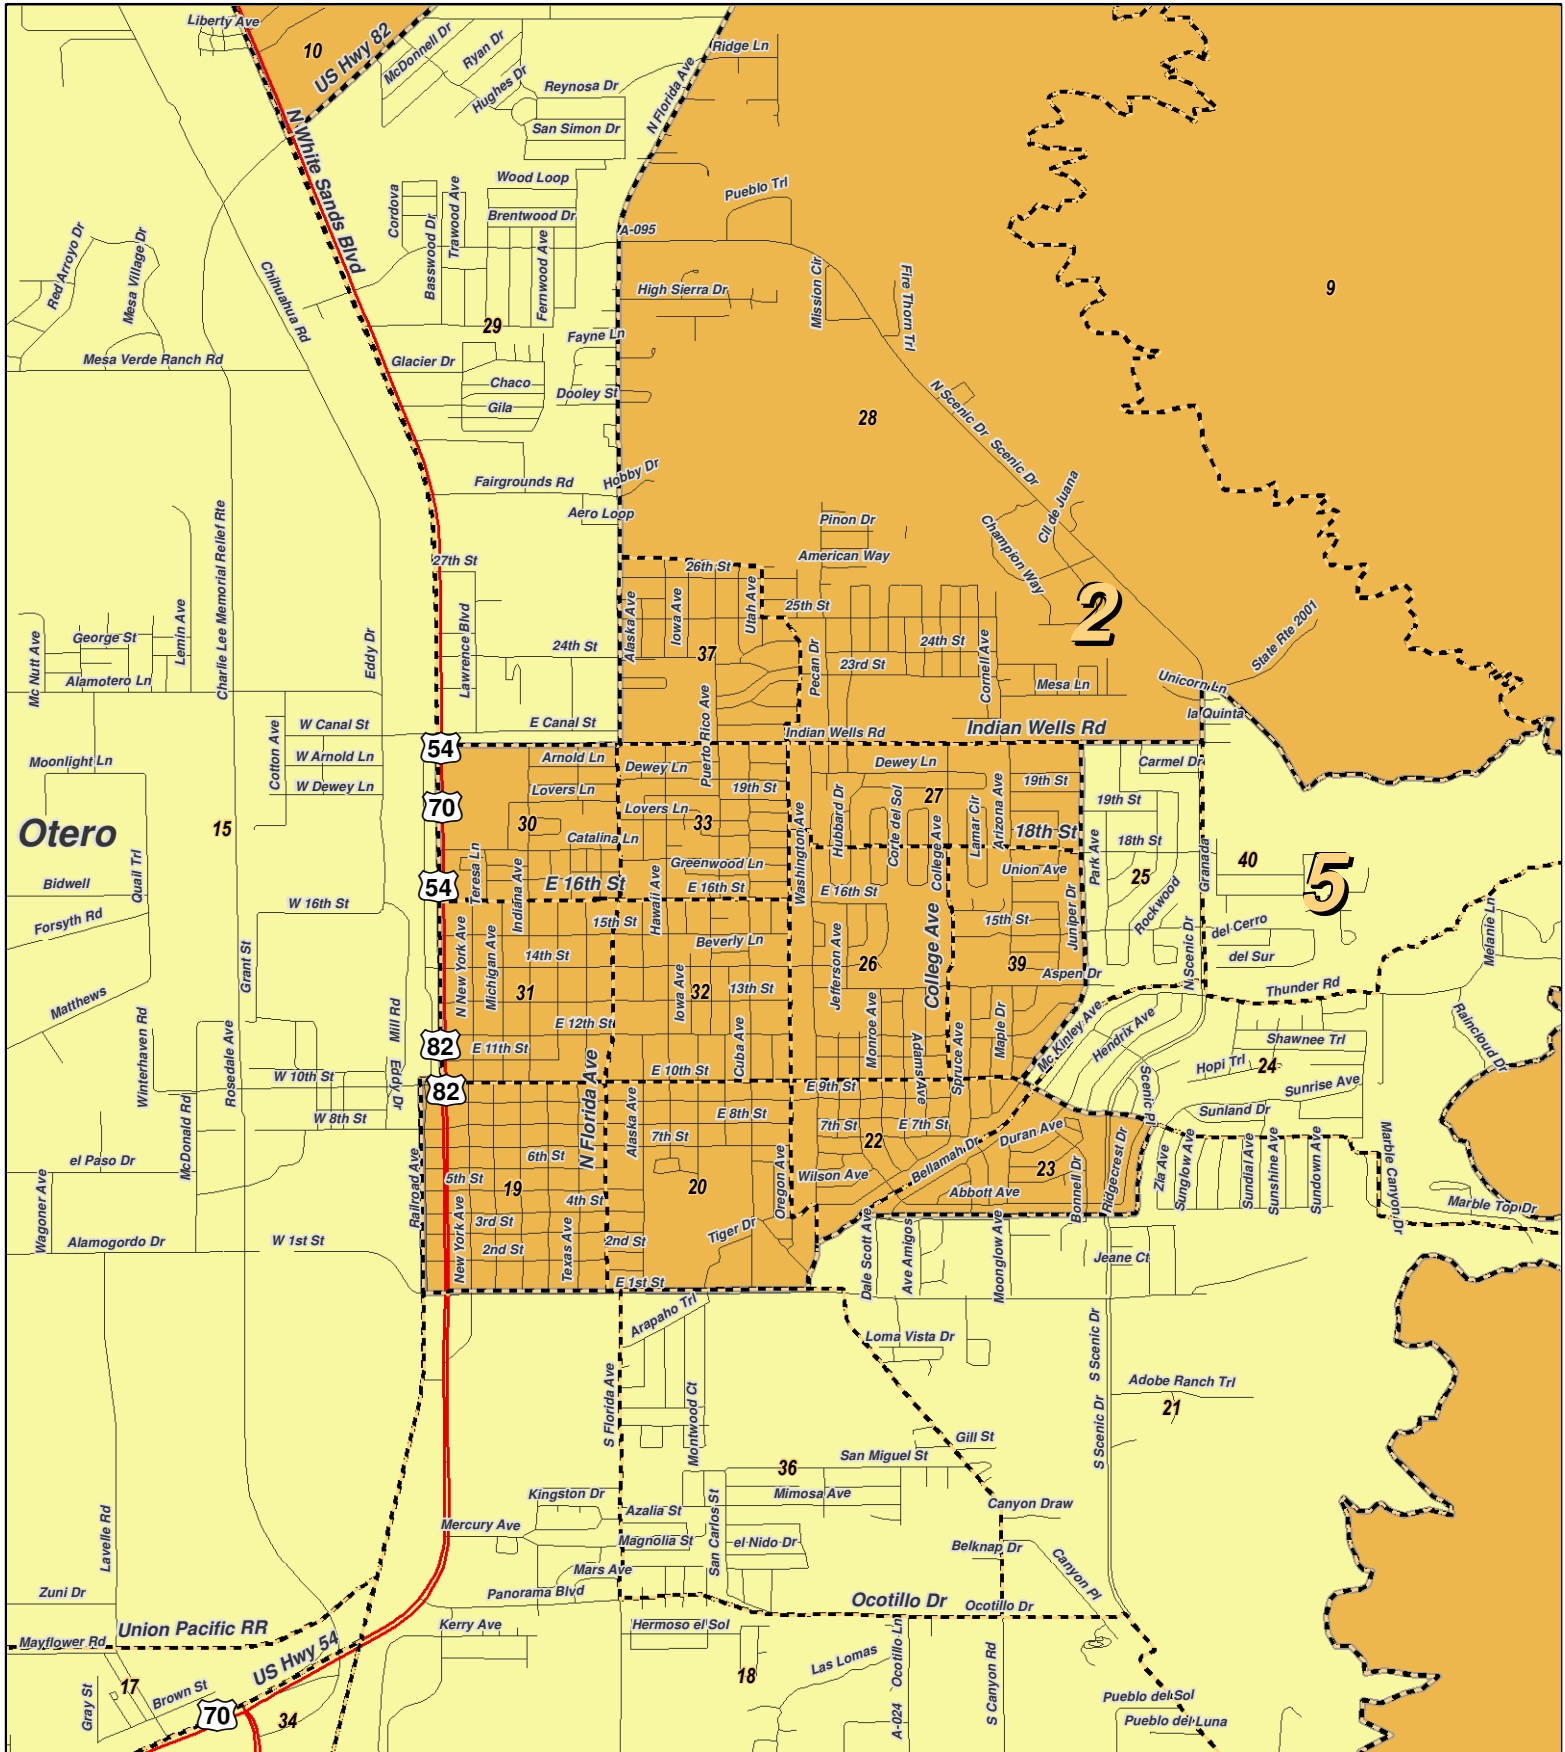 Liberty Ave
10
US Hwy 82
McDonnell Dr
Ryan Dr
Hughes Dr
Ridge Ln
Reynosa Dr
N Florida Ave
San Simon Dr
N White Sands Blvd
Wood Loop
Cordova
Basswood Dr
Trawood Ave
Brentwood Dr
Fernwood Ave
Pueblo Trl
A-095
Red Arroyo Dr
Mesa Village Dr
Chihuahua Rd
High Sierra Dr
Mission Cir
Fire Thorn Trl
9
29
Fayne Ln
Mesa Verde Ranch Rd
Glacier Dr
Chaco
Dooley St
Gila
28
N Scenic Dr
Scenic Dr
Fairgrounds Rd
Hobby Dr
Aero Loop
Charlie Lee Memorial Relief Rte
Pinon Dr
American Way
Champion Way
Cll de Juana
27th St
26th St
25th St
2
Lawrence Blvd
Alaska Ave
Iowa Ave
Utah Ave
Mc Nutt Ave
George St
Lemin Ave
Eddy Dr
24th St
37
Pecan Dr
24th St
23rd St
Cornell Ave
State Rte 2001
Alamotero Ln
Mesa Ln
Unicorn Ln
la Quinta
W Canal St
E Canal St
Puerto Rico Ave
Indian Wells Rd
Indian Wells Rd
54
Cotton Ave
W Arnold Ln
Arnold Ln
Dewey Ln
Dewey Ln
Carmel Dr
Moonlight Ln
W Dewey Ln
Lovers Ln
19th St
19th St
19th St
70
Lovers Ln
Otero
15
30
33
27
Catalina Ln
Washington Ave
Hubbard Dr
Corte del Sol
College Ave
Lamar Cir
Arizona Ave
18th St
18th St
Park Ave
Granada
40
5
25
Greenwood Ln
Union Ave
Teresa Ln
Indiana Ave
54
E 16th St
Hawaii Ave
E 16th St
E 16th St
Bidwell
Quail Trl
Forsyth Rd
W 16th St
15th St
15th St
Juniper Dr
Rockwood
del Cerro
Melanie Ln
Grant St
N New York Ave
Michigan Ave
14th St
Beverly Ln
Jefferson Ave
College Ave
26
39
Aspen Dr
N Scenic Dr
del Sur
31
Iowa Ave
32
13th St
Thunder Rd
Matthews
Winterhaven Rd
Rosedale Ave
Mill Rd
E 12th St
Monroe Ave
Adams Ave
Spruce Ave
Maple Dr
Mc Kinley Ave
Hendrix Ave
Shawnee Trl
Raincloud Dr
82
E 11th St
N Florida Ave
Cuba Ave
Hopi Trl
24
W 10th St
Eddy Dr
E 10th St
E 9th St
Scenic Pl
Sunrise Ave
82
McDonald Rd
W 8th St
Alaska Ave
E 8th St
Sunland Dr
7th St
7th St
E 7th St
22
Duran Ave
el Paso Dr
Railroad Ave
6th St
Bellamah Dr
23
Ridgecrest Dr
Zia Ave
Sunglow Ave
Sundial Ave
Sunshine Ave
Sundown Ave
Marble Canyon Dr
Wagoner Ave
5th St
19
4th St
20
Oregon Ave
Wilson Ave
Abbott Ave
Bonnell Dr
Marble Top Dr
New York Ave
3rd St
Texas Ave
Tiger Dr
Alamogordo Dr
W 1st St
2nd St
2nd St
Dale Scott Ave
Ave Amigos
Moonglow Ave
Jeane Ct
E 1st St
Arapaho Trl
Loma Vista Dr
S Scenic Dr
S Florida Ave
Montwood Ct
Adobe Ranch Trl
21
S Scenic Dr
Gill St
San Miguel St
36
Lavelle Rd
Kingston Dr
Azalia St
San Carlos St
Mimosa Ave
Canyon Draw
Mercury Ave
Magnolia St
el Nido Dr
Belknap Dr
Canyon Pl
Mars Ave
Zuni Dr
Panorama Blvd
Ocotillo Dr
Ocotillo Dr
Union Pacific RR
Kerry Ave
Hermoso el Sol
Mayflower Rd
US Hwy 54
Las Lomas
Ocotillo Ln
S Canyon Rd
18
17
Gray St
Brown St
70
34
A-024
Pueblo del Sol
Pueblo del Luna